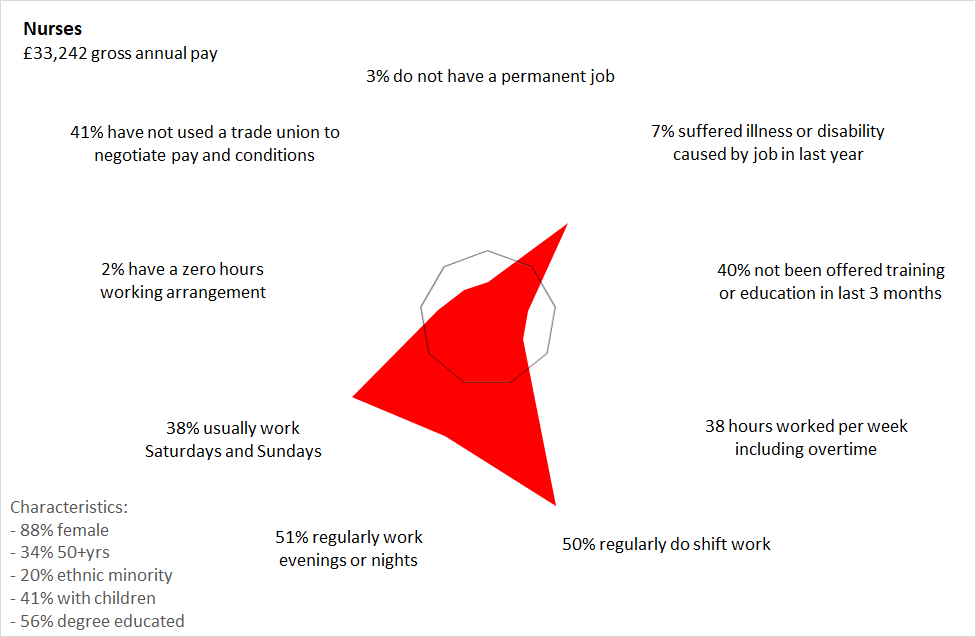 Nurses
£33,242 gross annual pay
3% do not have a permanent job
41% have not used a trade union to
negotiate pay and conditions
7% suffered illness or disability
caused by job in last year
2% have a zero hours
working arrangement
40% not been offered training
or education in last 3 months
38% usually work
Saturdays and Sundays
38 hours worked per week
including overtime
51% regularly work
evenings or nights
50% regularly do shift work
Characteristics:
- 88% female
- 34% 50+yrs
- 20% ethnic minority
- 41% with children
- 56% degree educated